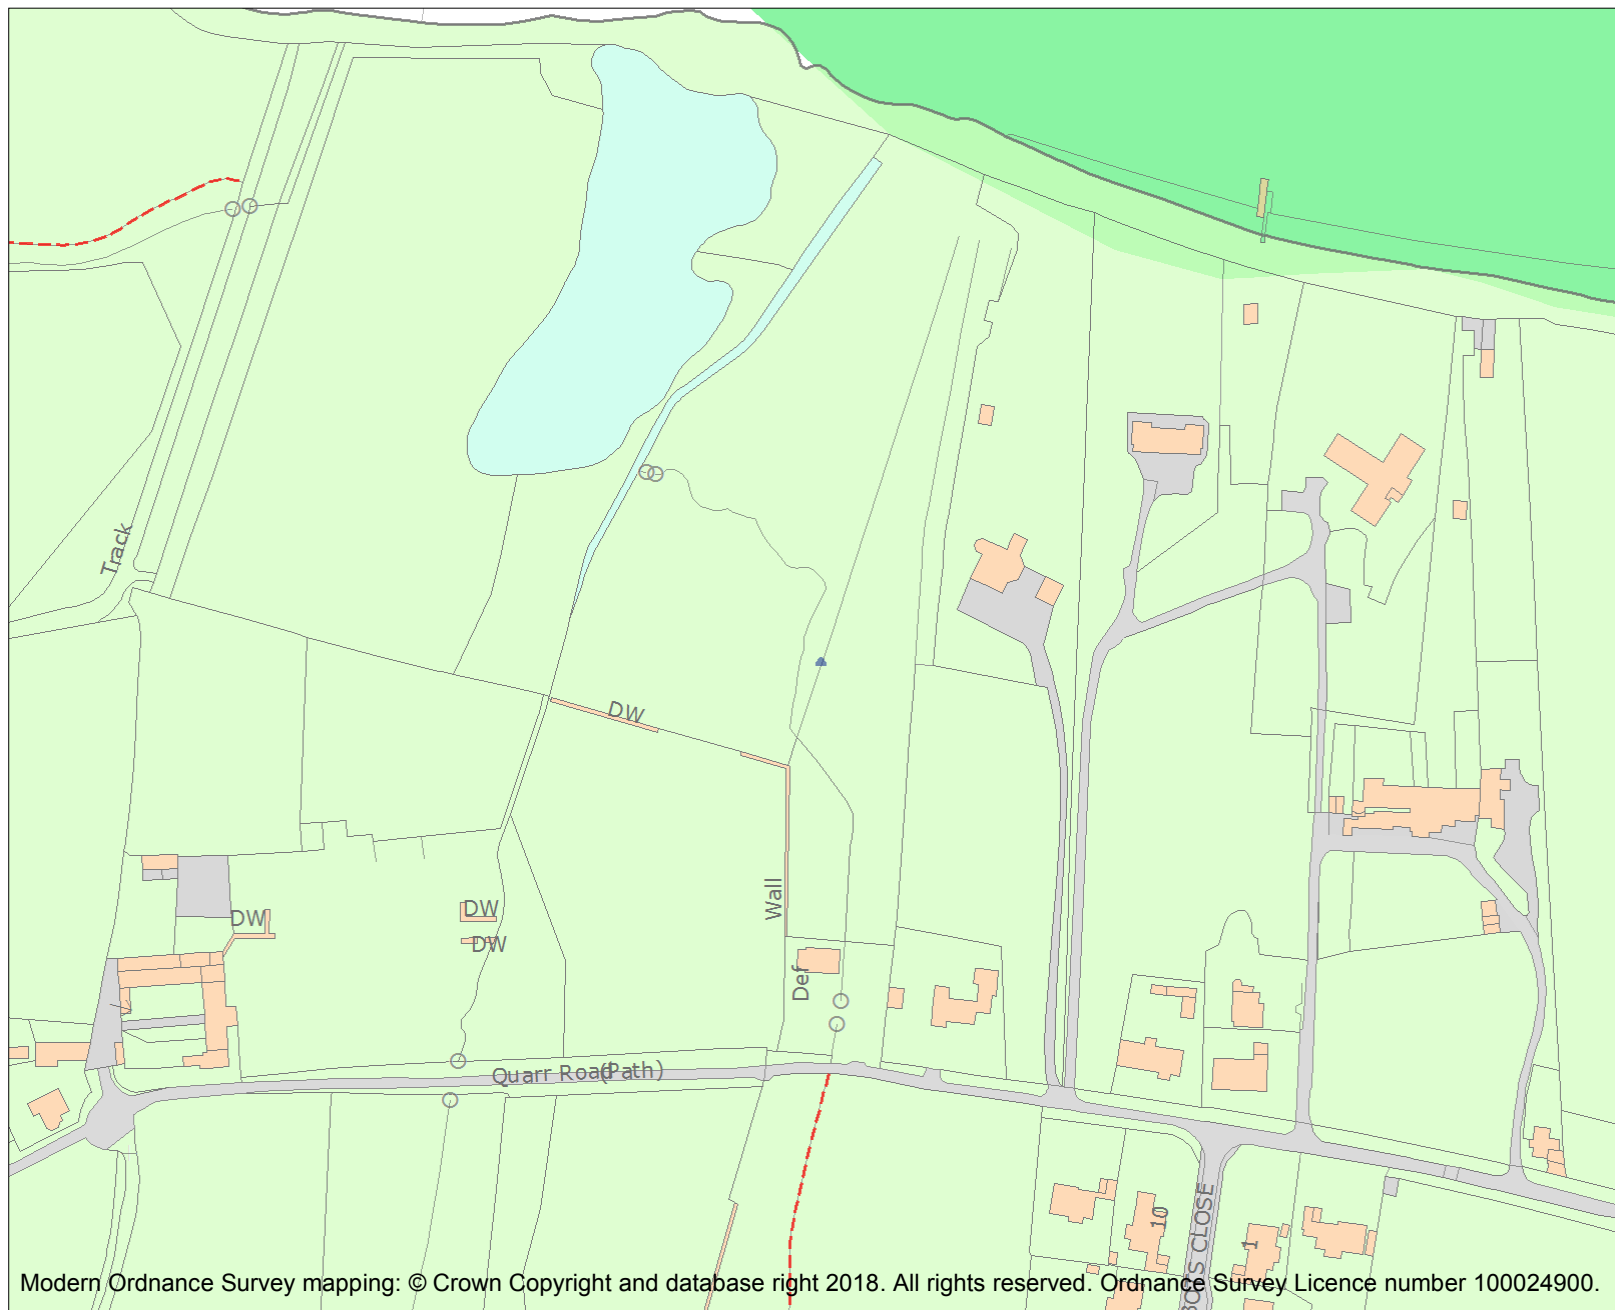 Track
DW
Wall
DW
DW
DW
Def
Quarr Road (Path)
10
1
Modern Ordnance Survey mapping: © Crown Copyright and database right 2018. All rights reserved. Ordnance Survey Licence number 100024900.
CLOSE